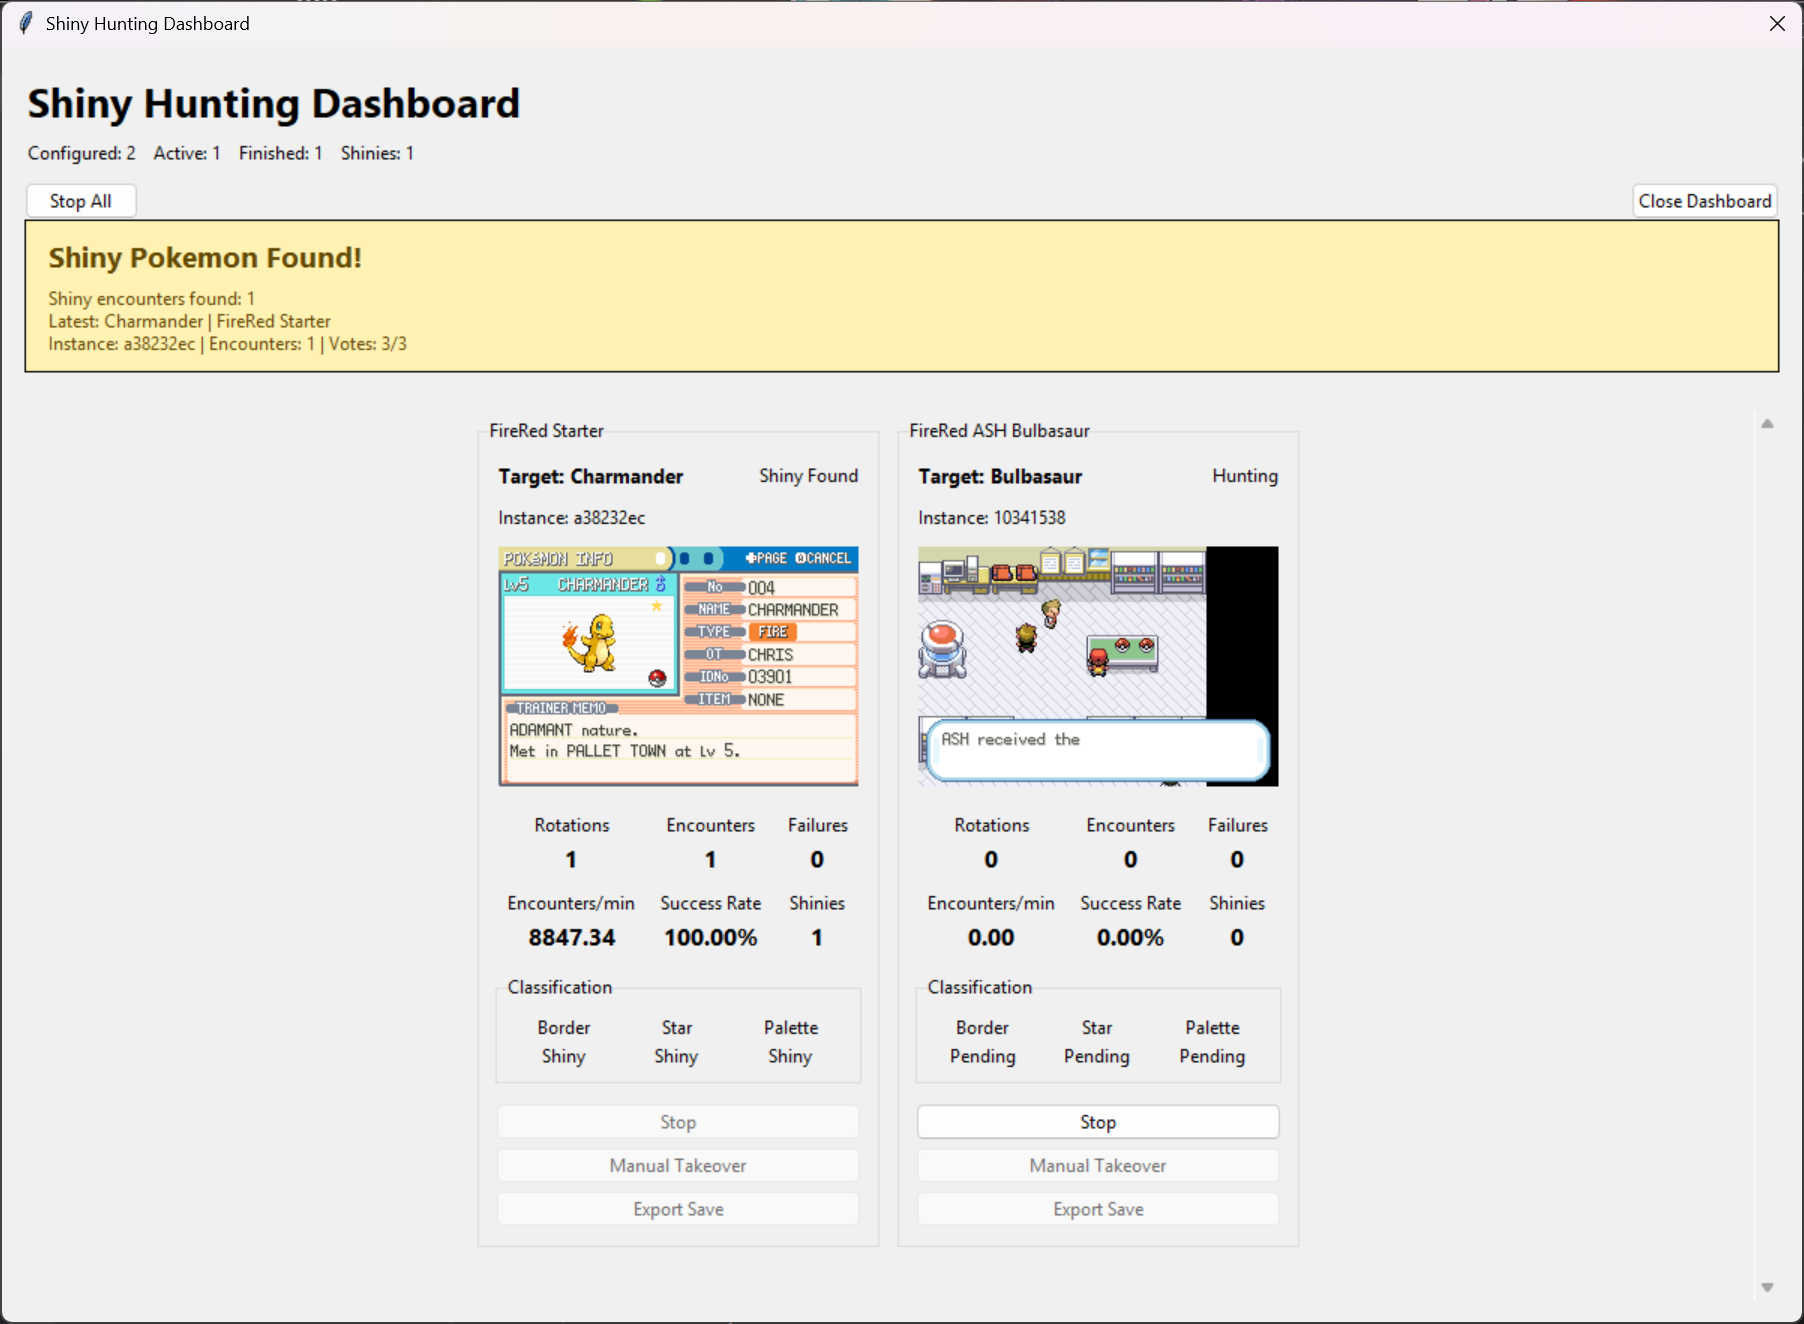 Shiny Hunting Dashboard
Shiny Hunting Dashboard
Configured: 2 Active: 1 Finished: 1 Shinies: 1
Stop All
Close Dashboard
Shiny Pokemon Found!
Shiny encounters found: 1
Latest: Charmander | FireRed Starter
Instance: a38232ec | Encounters: 1 | Votes: 3/3
FireRed Starter
Target: Charmander Shiny Found
Instance: a38232ec
POKéMON INFO PAGE CANCEL
Lv5 CHARMANDER♂
No 004
NAME CHARMANDER
TYPE FIRE
OT CHRIS
IDNo 03901
ITEM NONE
TRAINER MEMO
ADAMANT nature.
Met in PALLET TOWN at Lv 5.
Rotations Encounters Failures
1 1 0
Encounters/min Success Rate Shinies
8847.34 100.00% 1
Classification
Border Star Palette
Shiny Shiny Shiny
Stop
Manual Takeover
Export Save
FireRed ASH Bulbasaur
Target: Bulbasaur Hunting
Instance: 10341538
ASH received the
Rotations Encounters Failures
0 0 0
Encounters/min Success Rate Shinies
0.00 0.00% 0
Classification
Border Star Palette
Pending Pending Pending
Stop
Manual Takeover
Export Save